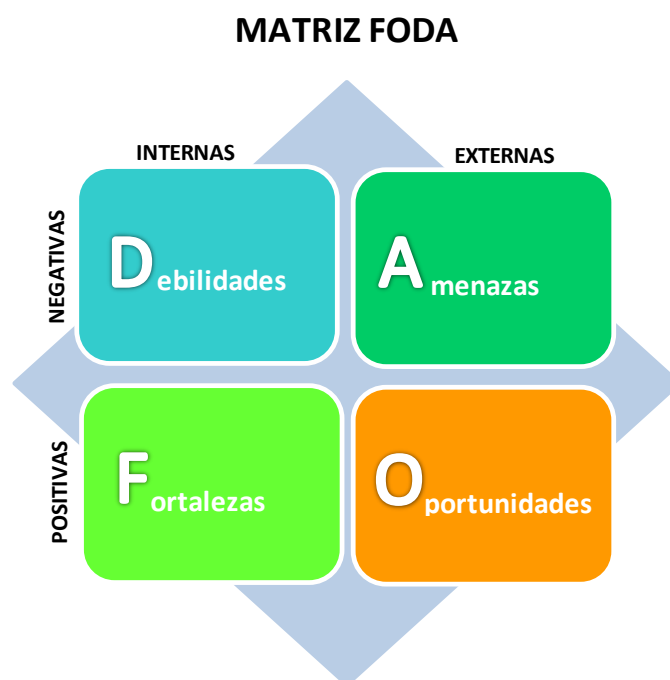 MATRIZ FODA
INTERNAS
EXTERNAS
NEGATIVAS
Debilidades
Amenazas
POSITIVAS
Fortalezas
Oportunidades